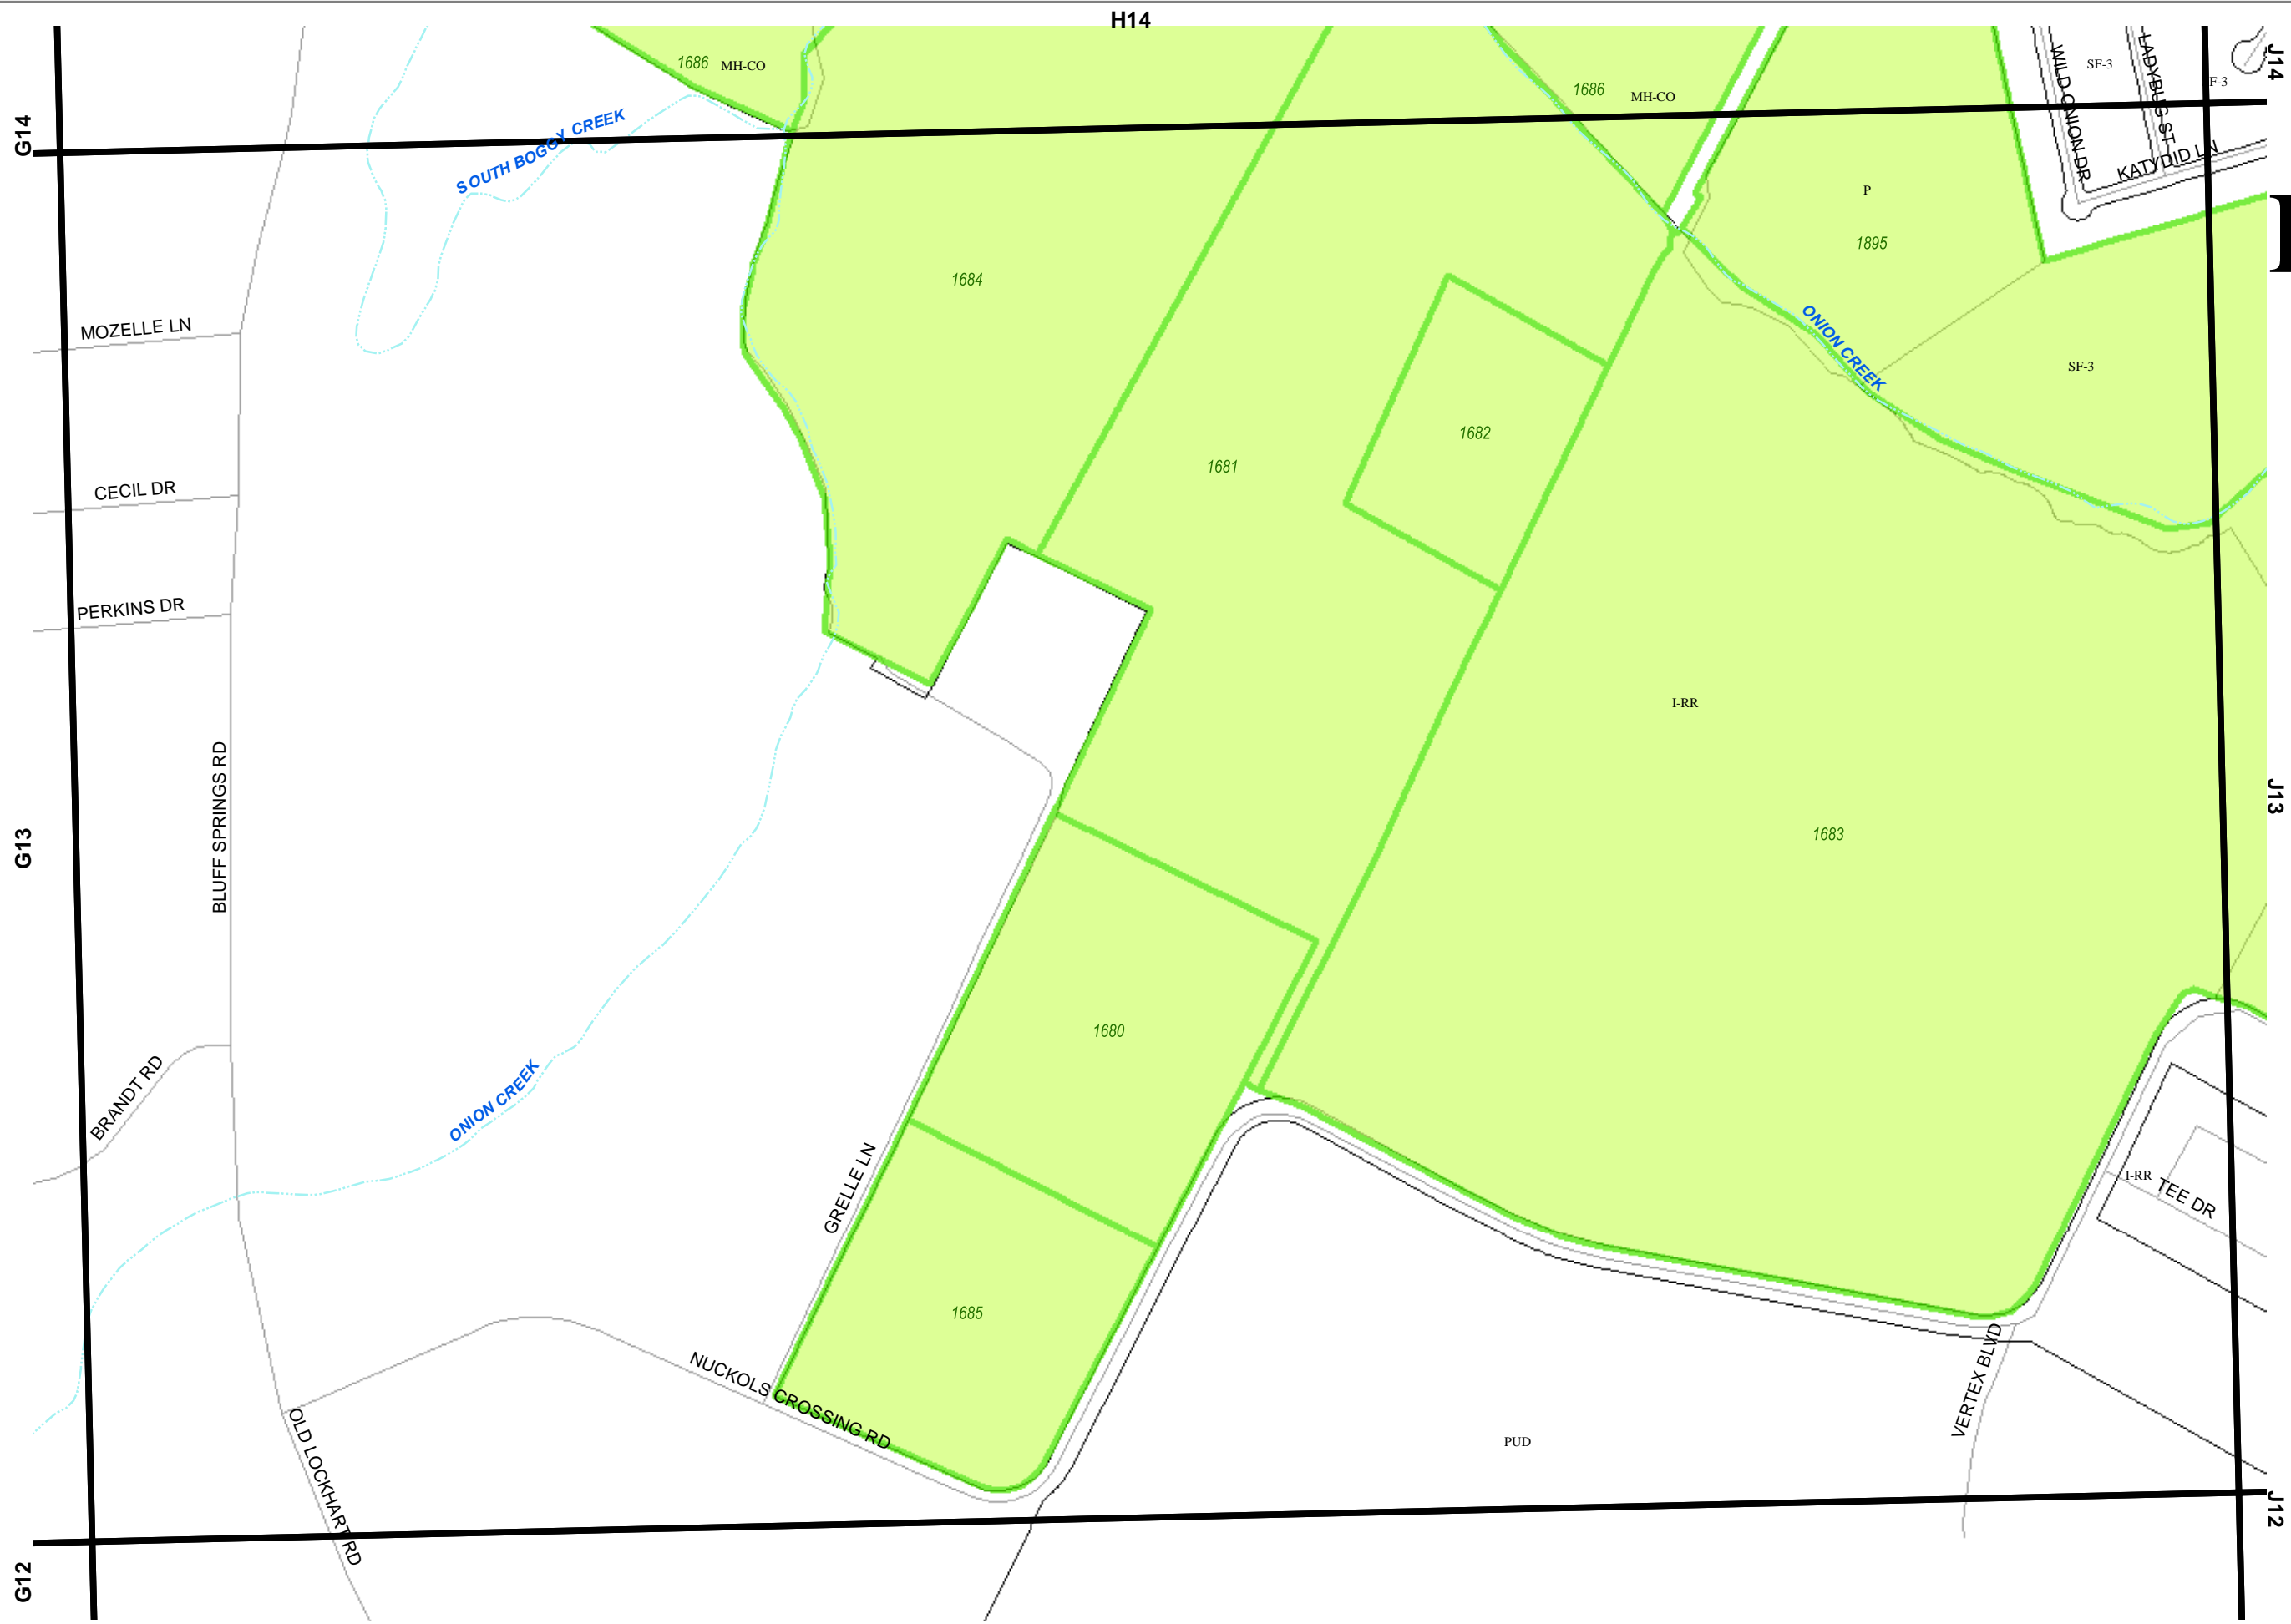 H14
1686
MH-CO
1686
MH-CO
WILD ONION DR
SF-3
LADYBUG ST
J14
G14
SOUTH BOGGY CREEK
KATYDID LN
P
1895
1684
MOZELLE LN
ONION CREEK
SF-3
1682
1681
CECIL DR
PERKINS DR
I-RR
BLUFF SPRINGS RD
J13
1683
G13
1680
BRANDT RD
ONION CREEK
GRELLE LN
I-RR
TEE DR
1685
NUCKOLS CROSSING RD
VERTEX BLVD
PUD
OLD LOCKHART RD
J12
G12